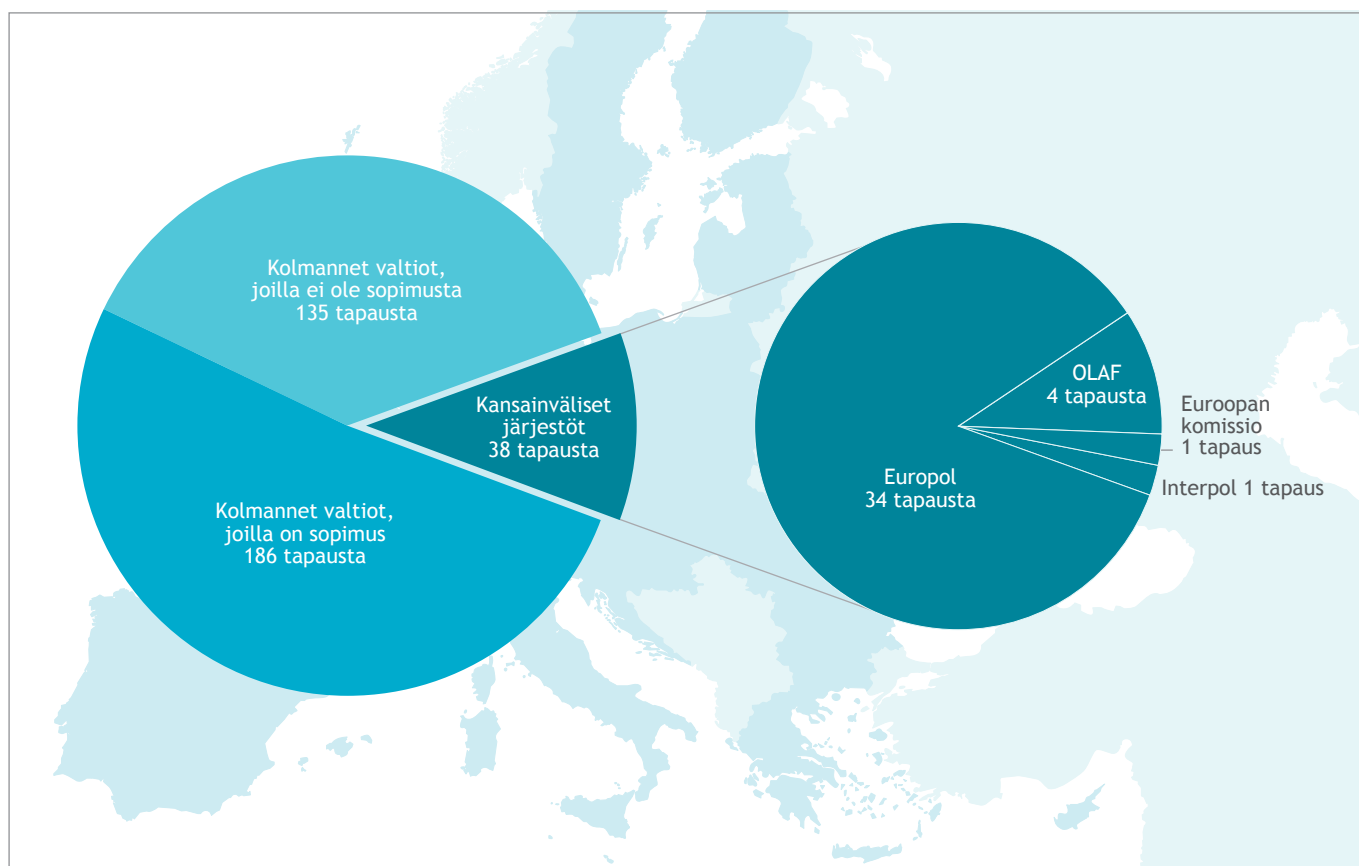 Kolmannet valtiot,
joilla ei ole sopimusta
135 tapausta
Kansainväliset
järjestöt
38 tapausta
Kolmannet valtiot,
joilla on sopimus
186 tapausta
OLAF
4 tapausta
Euroopan
komissio
1 tapaus
Interpol 1 tapaus
Europol
34 tapausta